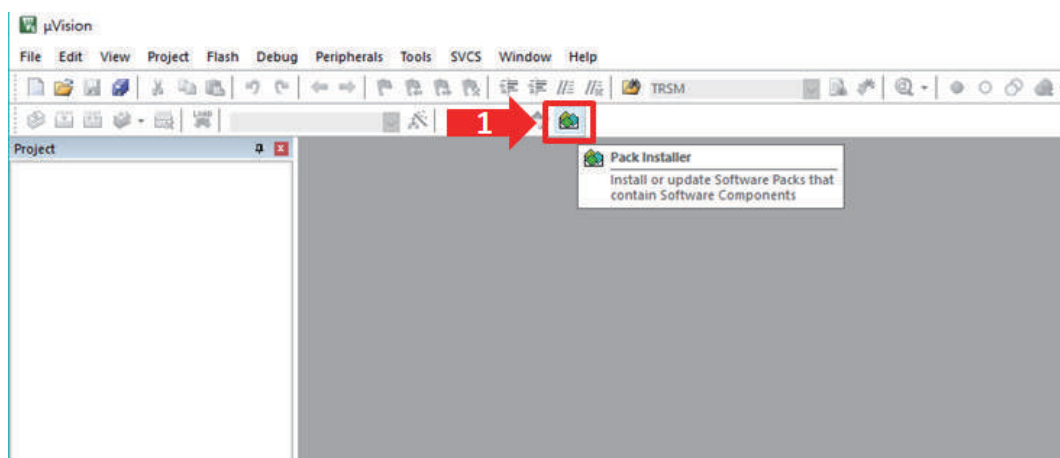 µVision
File Edit View Project Flash Debug Peripherals Tools SVCS Window Help
TRSM
LOAD
1
Project
Pack Installer
Install or update Software Packs that
contain Software Components